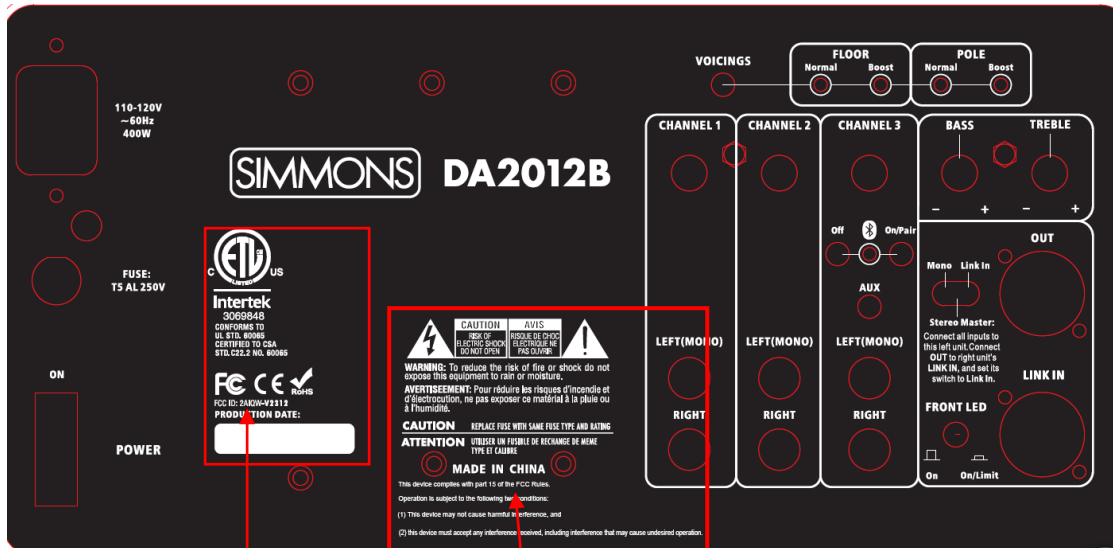 110-120V
~60Hz
400W
FUSE:
T5 AL 250V
ON
POWER
SIMMONS DA2012B
C ETL US
LISTED
Intertek
3069848
CONFORMS TO
UL STD. 60065
CERTIFIED TO CSA
STD. C22.2 NO. 60065
FC CE RoHS
FCC ID: 2AIQW-V2312
PRODUCTION DATE:
CAUTION
RISK OF
ELECTRIC SHOCK
DO NOT OPEN
AVIS
RISQUE DE CHOC
ELECTRIQUE NE
PAS OUVRIR
WARNING: To reduce the risk of fire or shock do not
expose this equipment to rain or moisture.
AVERTISEEMENT: Pour réduire les risques d'incendie et
d'électrocution, ne pas exposer ce matérial à la pluie ou
à l'humidité.
CAUTION REPLACE FUSE WITH SAME FUSE TYPE AND RATING
ATTENTION UTILISER UN FUSIBLE DE RECHANGE DE MEME
TYPE ET CALIBRE
MADE IN CHINA
This device complies with part 15 of the FCC Rules.
Operation is subject to the following two conditions:
(1) This device may not cause harmful interference, and
(2) this device must accept any interference received, including interference that may cause undesired operation.
VOICINGS
FLOOR
Normal Boost
POLE
Normal Boost
CHANNEL 1
LEFT(MONO)
RIGHT
CHANNEL 2
LEFT(MONO)
RIGHT
CHANNEL 3
Off On/Pair
AUX
LEFT(MONO)
RIGHT
BASS
- +
TREBLE
- +
OUT
Mono Link In
Stereo Master:
Connect all inputs to
this left unit. Connect
OUT to right unit's
LINK IN, and set its
switch to Link In.
LINK IN
FRONT LED
On On/Limit